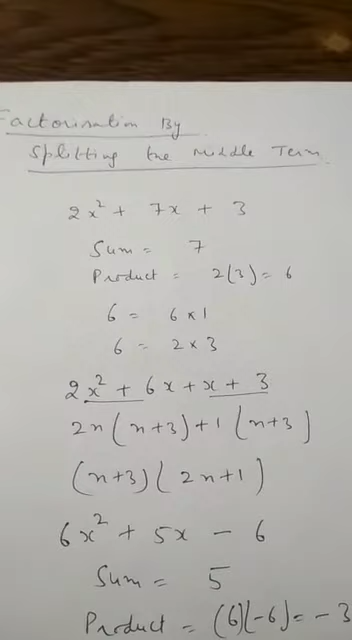 Factorisation By
Splitting the Middle Term
2x² + 7x + 3
Sum = 7
Product = 2(3) = 6
6 = 6 x 1
6 = 2 x 3
2x² + 6x + x + 3
2x(x+3)+1(x+3)
(x+3)(2x+1)
6x² + 5x - 6
Sum = 5
Product = (6)(-6) = -3